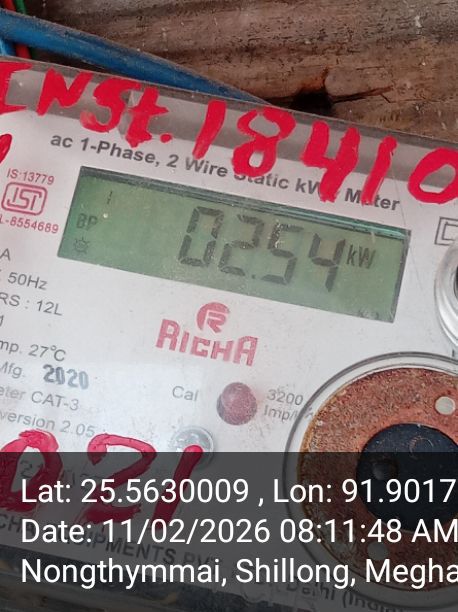 INST. 18410
ac 1-Phase, 2 Wire Static kWh Meter
IS:13779
ISI
L-8554689
BP
02.54 kW
50Hz
RS : 12L
RICHA
mp. 27°C
Mfg. 2020
eter CAT-3
version 2.05
Cal
3200
Imp/k
021
Lat: 25.5630009 , Lon: 91.9017
Date: 11/02/2026 08:11:48 AM
Nongthymmai, Shillong, Megha